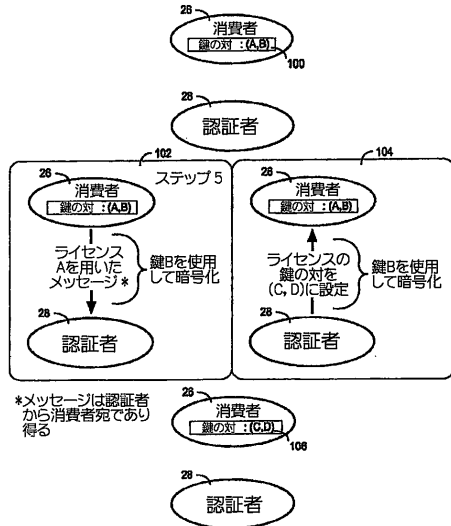 26
消費者
鍵の対 :(A,B)
100
28
認証者
102
26
消費者
ステップ 5
鍵の対 :(A,B)
ライセンス
Aを用いた
メッセージ*
鍵Bを使用
して暗号化
28
認証者
104
26
消費者
鍵の対 :(A,B)
ライセンスの
鍵の対を
(C, D)に設定
鍵Bを使用
して暗号化
28
認証者
*メッセージは認証者
から消費者宛であり
得る
26
消費者
鍵の対 :(C,D)
106
28
認証者